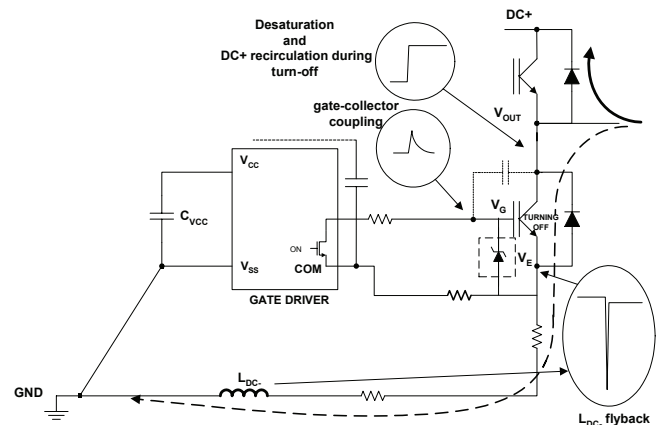 Desaturation
and
DC+ recirculation during
turn-off
DC+
gate-collector
coupling
VOUT
VCC
CVCC
VG
TURNING
OFF
ON
VSS
COM
VE
GATE DRIVER
LDC-
GND
LDC- flyback